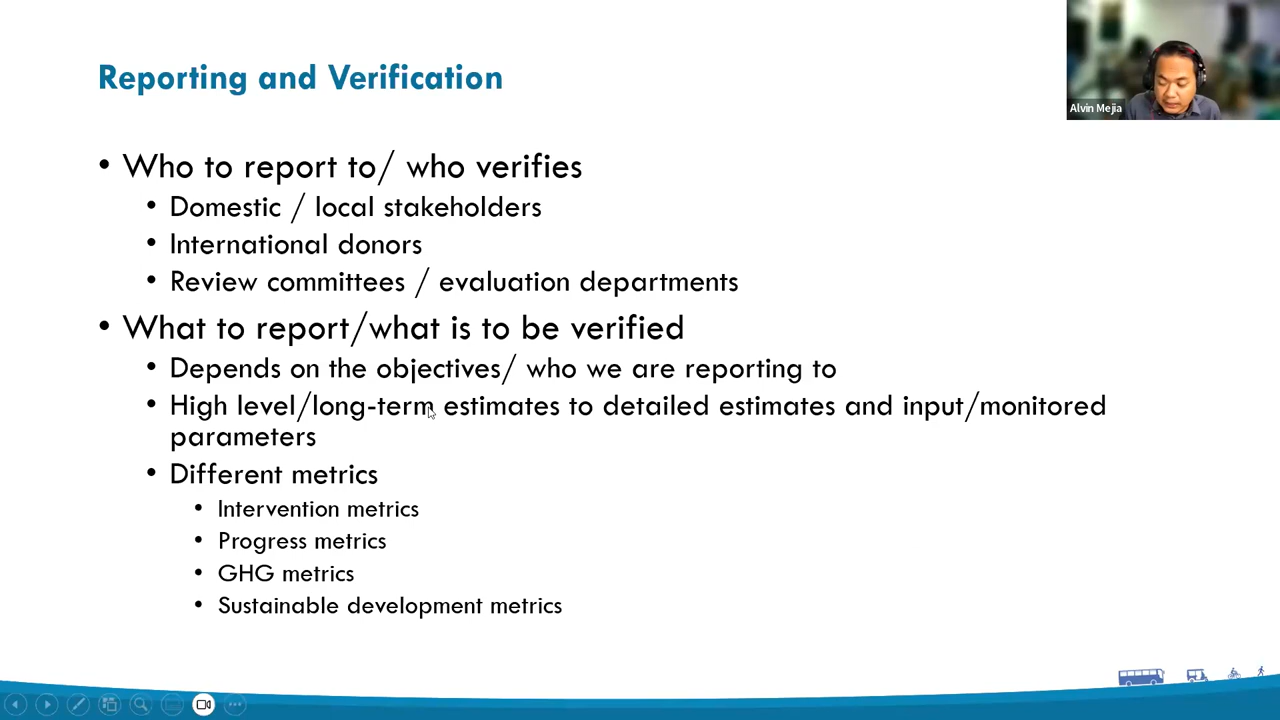 Reporting and Verification
Alvin Mejia
• Who to report to/ who verifies
• Domestic / local stakeholders
• International donors
• Review committees / evaluation departments
• What to report/what is to be verified
• Depends on the objectives/ who we are reporting to
• High level/long-term estimates to detailed estimates and input/monitored
parameters
• Different metrics
• Intervention metrics
• Progress metrics
• GHG metrics
• Sustainable development metrics